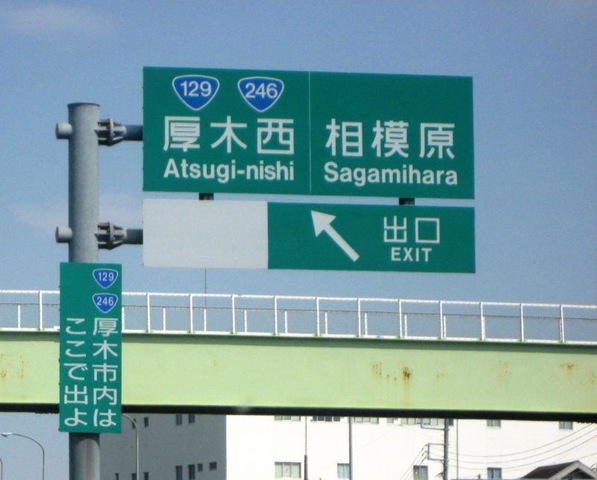 129 246
厚木西 相模原
Atsugi-nishi Sagamihara
出口
EXIT
129
246
厚木市内は
ここで出よ